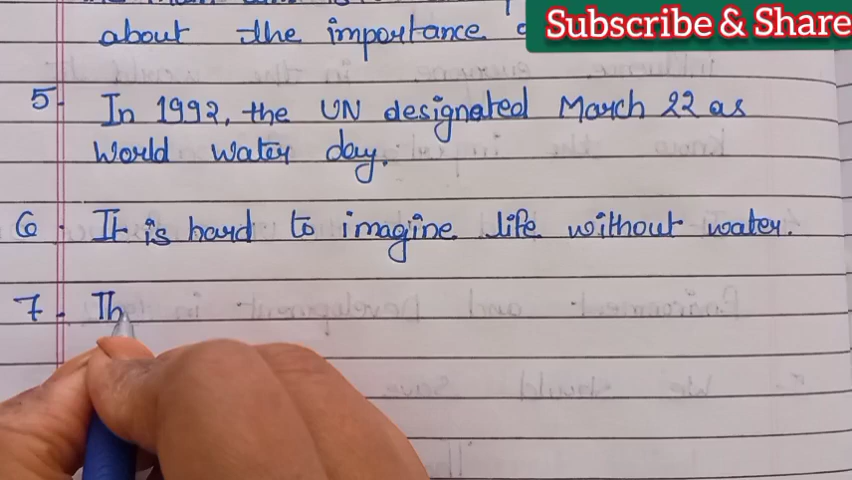 about the importance
Subscribe & Share
5. In 1992, the UN designated March 22 as
World Water day.
6. It is hard to imagine life without water.
7. Th